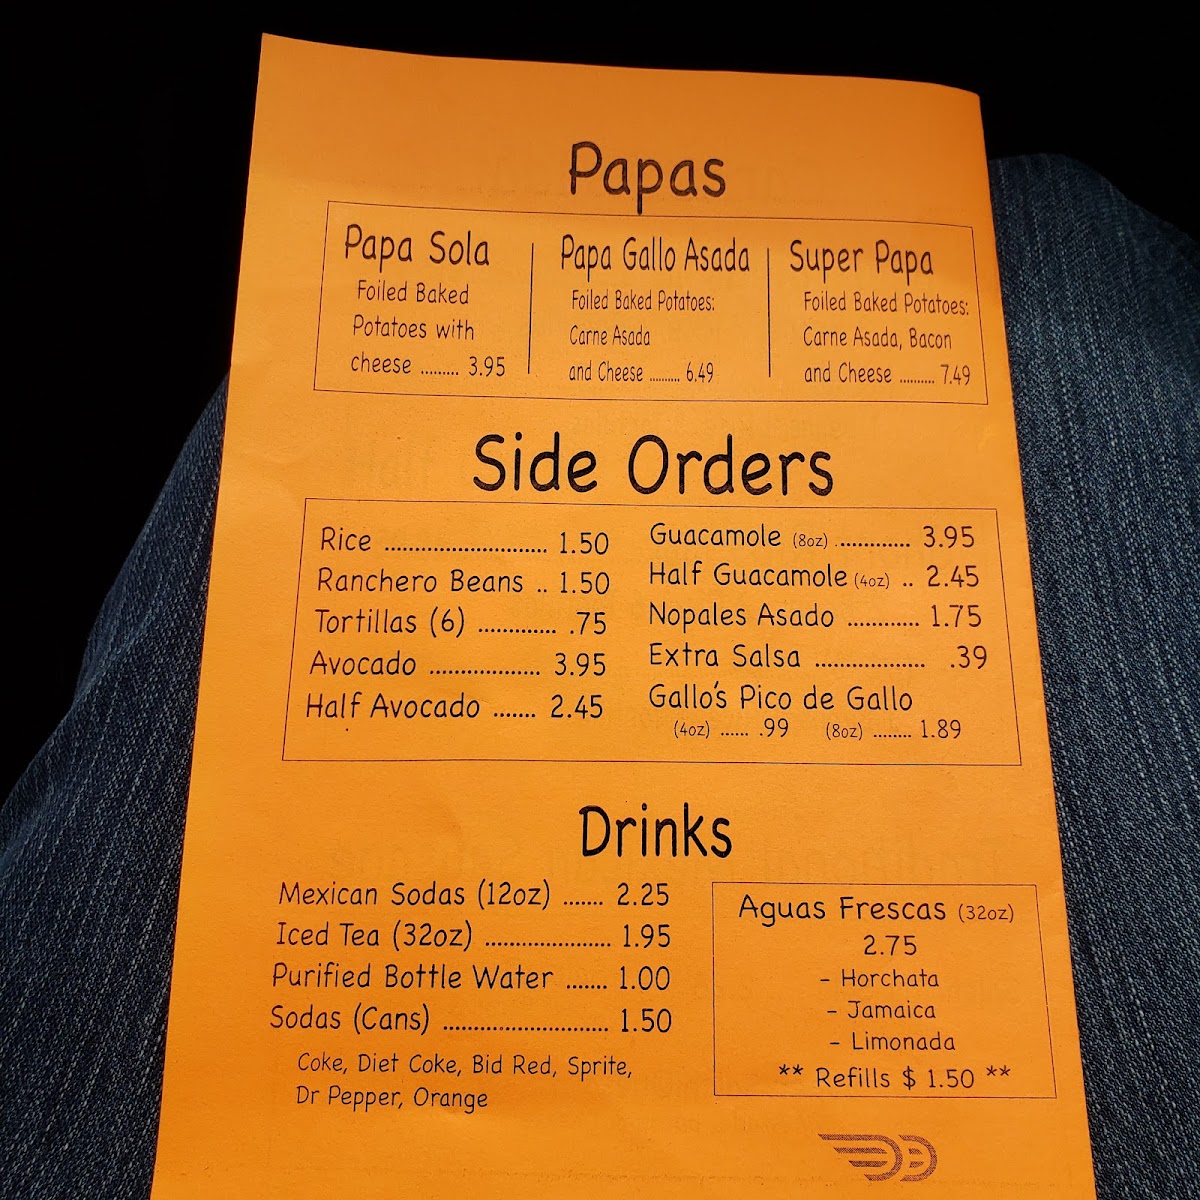 Papas
Papa Sola
Foiled Baked
Potatoes with
cheese ......... 3.95
Papa Gallo Asada
Foiled Baked Potatoes:
Carne Asada
and Cheese .......... 6.49
Super Papa
Foiled Baked Potatoes:
Carne Asada, Bacon
and Cheese .......... 7.49
Side Orders
Rice ............................ 1.50
Ranchero Beans .. 1.50
Tortillas (6) ............. .75
Avocado ................... 3.95
Half Avocado ....... 2.45
Guacamole (8oz) ............. 3.95
Half Guacamole (4oz) .. 2.45
Nopales Asado ............ 1.75
Extra Salsa ................... .39
Gallo's Pico de Gallo
(4oz) ...... .99 (8oz) ........ 1.89
Drinks
Mexican Sodas (12oz) ....... 2.25
Iced Tea (32oz) ...................... 1.95
Purified Bottle Water ....... 1.00
Sodas (Cans) ............................ 1.50
Coke, Diet Coke, Bid Red, Sprite,
Dr Pepper, Orange
Aguas Frescas (32oz)
2.75
- Horchata
- Jamaica
- Limonada
** Refills $ 1.50 **